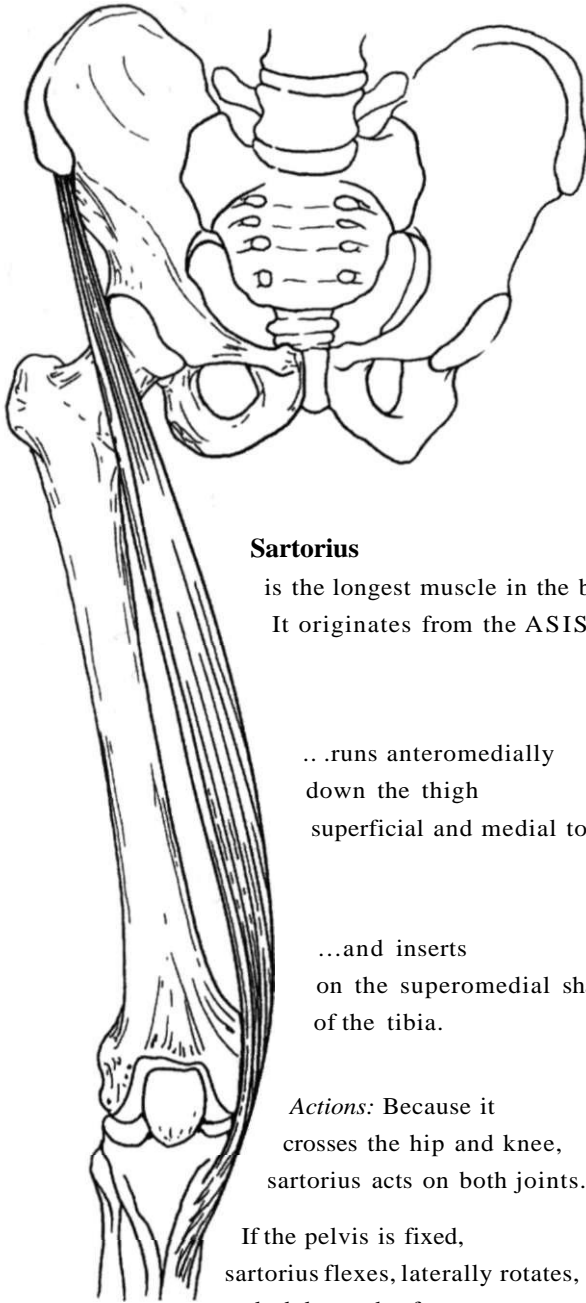 Sartorius
is the longest muscle in the b
It originates from the ASIS
.. .runs anteromedially
down the thigh
superficial and medial to
...and inserts
on the superomedial sh
of the tibia.
Actions: Because it
crosses the hip and knee,
sartorius acts on both joints.
If the pelvis is fixed,
sartorius flexes, laterally rotates,